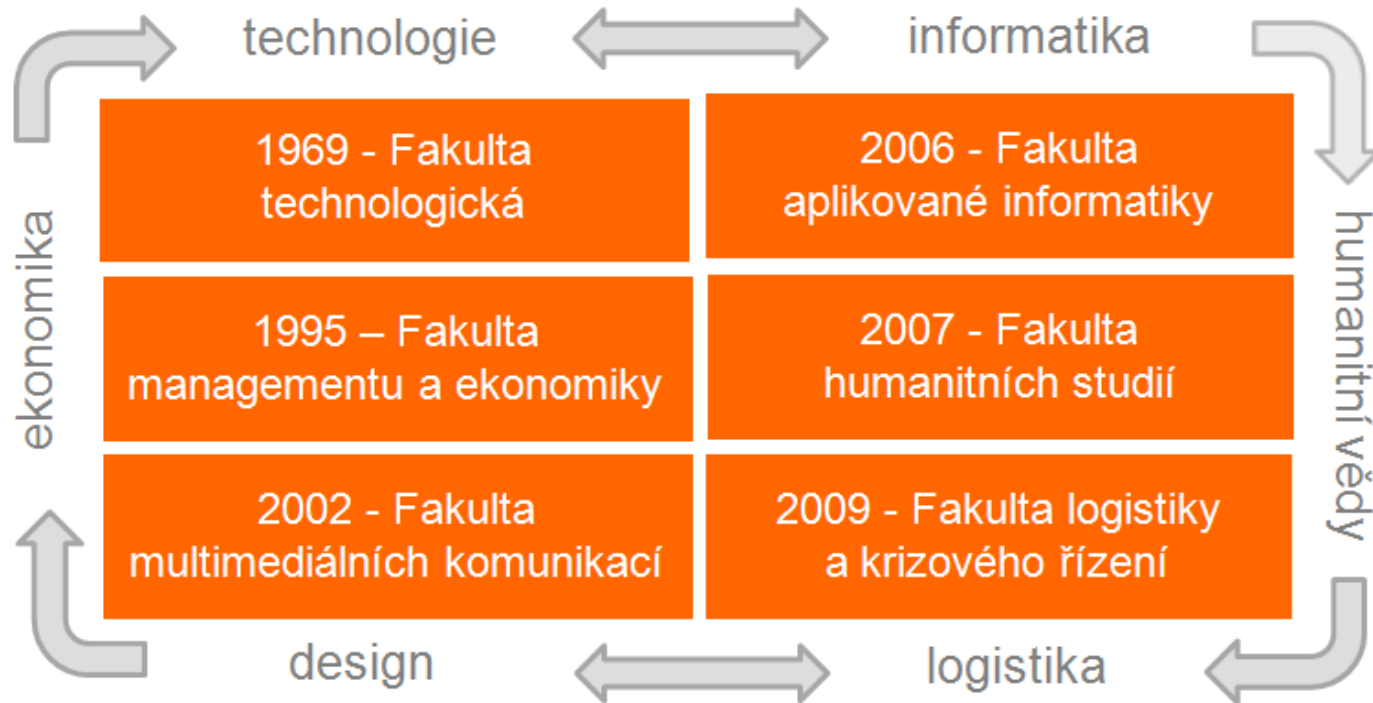 technologie
informatika
1969 - Fakulta
technologická
2006 - Fakulta
aplikované informatiky
ekonomika
humanitní vědy
1995 – Fakulta
managementu a ekonomiky
2007 - Fakulta
humanitních studií
2002 - Fakulta
multimediálních komunikací
2009 - Fakulta logistiky
a krizového řízení
design
logistika